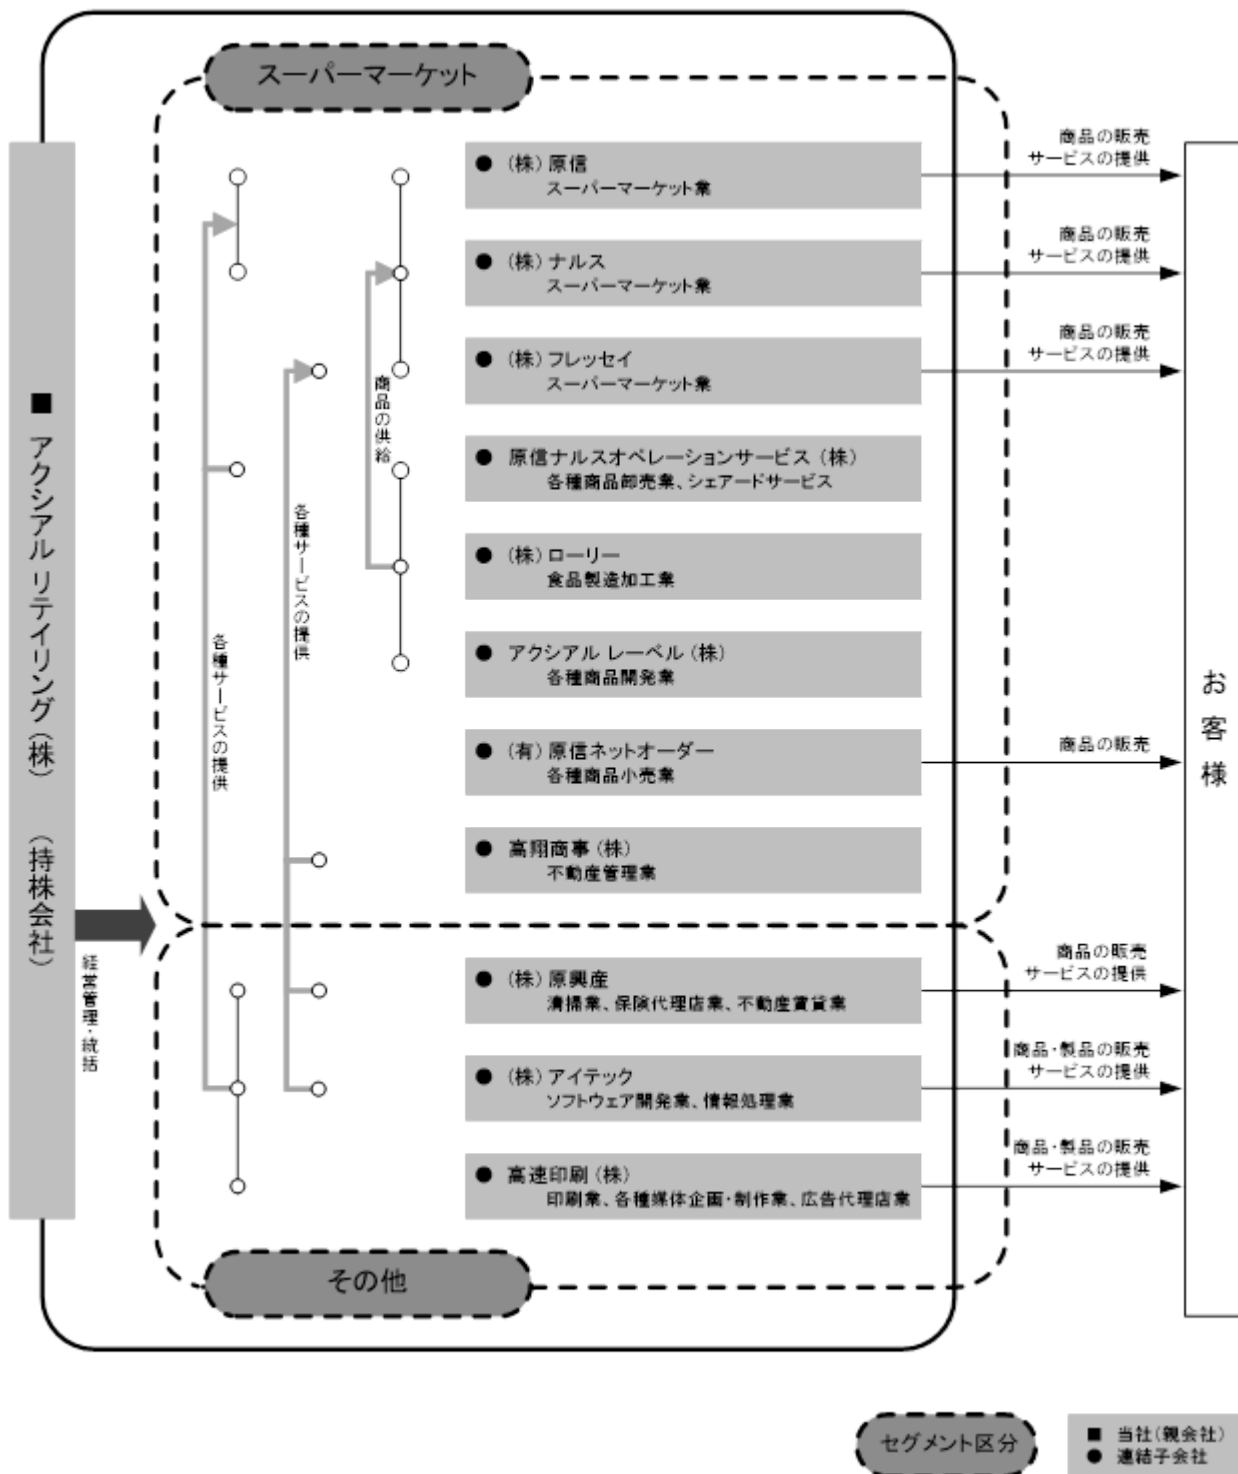 スーパーマーケット
■ アクシアル リテイリング(株) (持株会社)
経営管理・統括
各種サービスの提供
各種サービスの提供
商品の供給
● (株)原信
スーパーマーケット業
商品の販売
サービスの提供
● (株)ナルス
スーパーマーケット業
商品の販売
サービスの提供
● (株)フレッセイ
スーパーマーケット業
商品の販売
サービスの提供
● 原信ナルスオペレーションサービス(株)
各種商品卸売業、シェアードサービス
● (株)ローリー
食品製造加工業
● アクシアル レーベル(株)
各種商品開発業
● (有)原信ネットオーダー
各種商品小売業
商品の販売
● 高翔商事(株)
不動産管理業
● (株)原興産
清掃業、保険代理店業、不動産賃貸業
商品の販売
サービスの提供
● (株)アイテック
ソフトウェア開発業、情報処理業
商品・製品の販売
サービスの提供
● 高速印刷(株)
印刷業、各種媒体企画・制作業、広告代理店業
商品・製品の販売
サービスの提供
お客様
その他
セグメント区分
■ 当社(親会社)
● 連結子会社